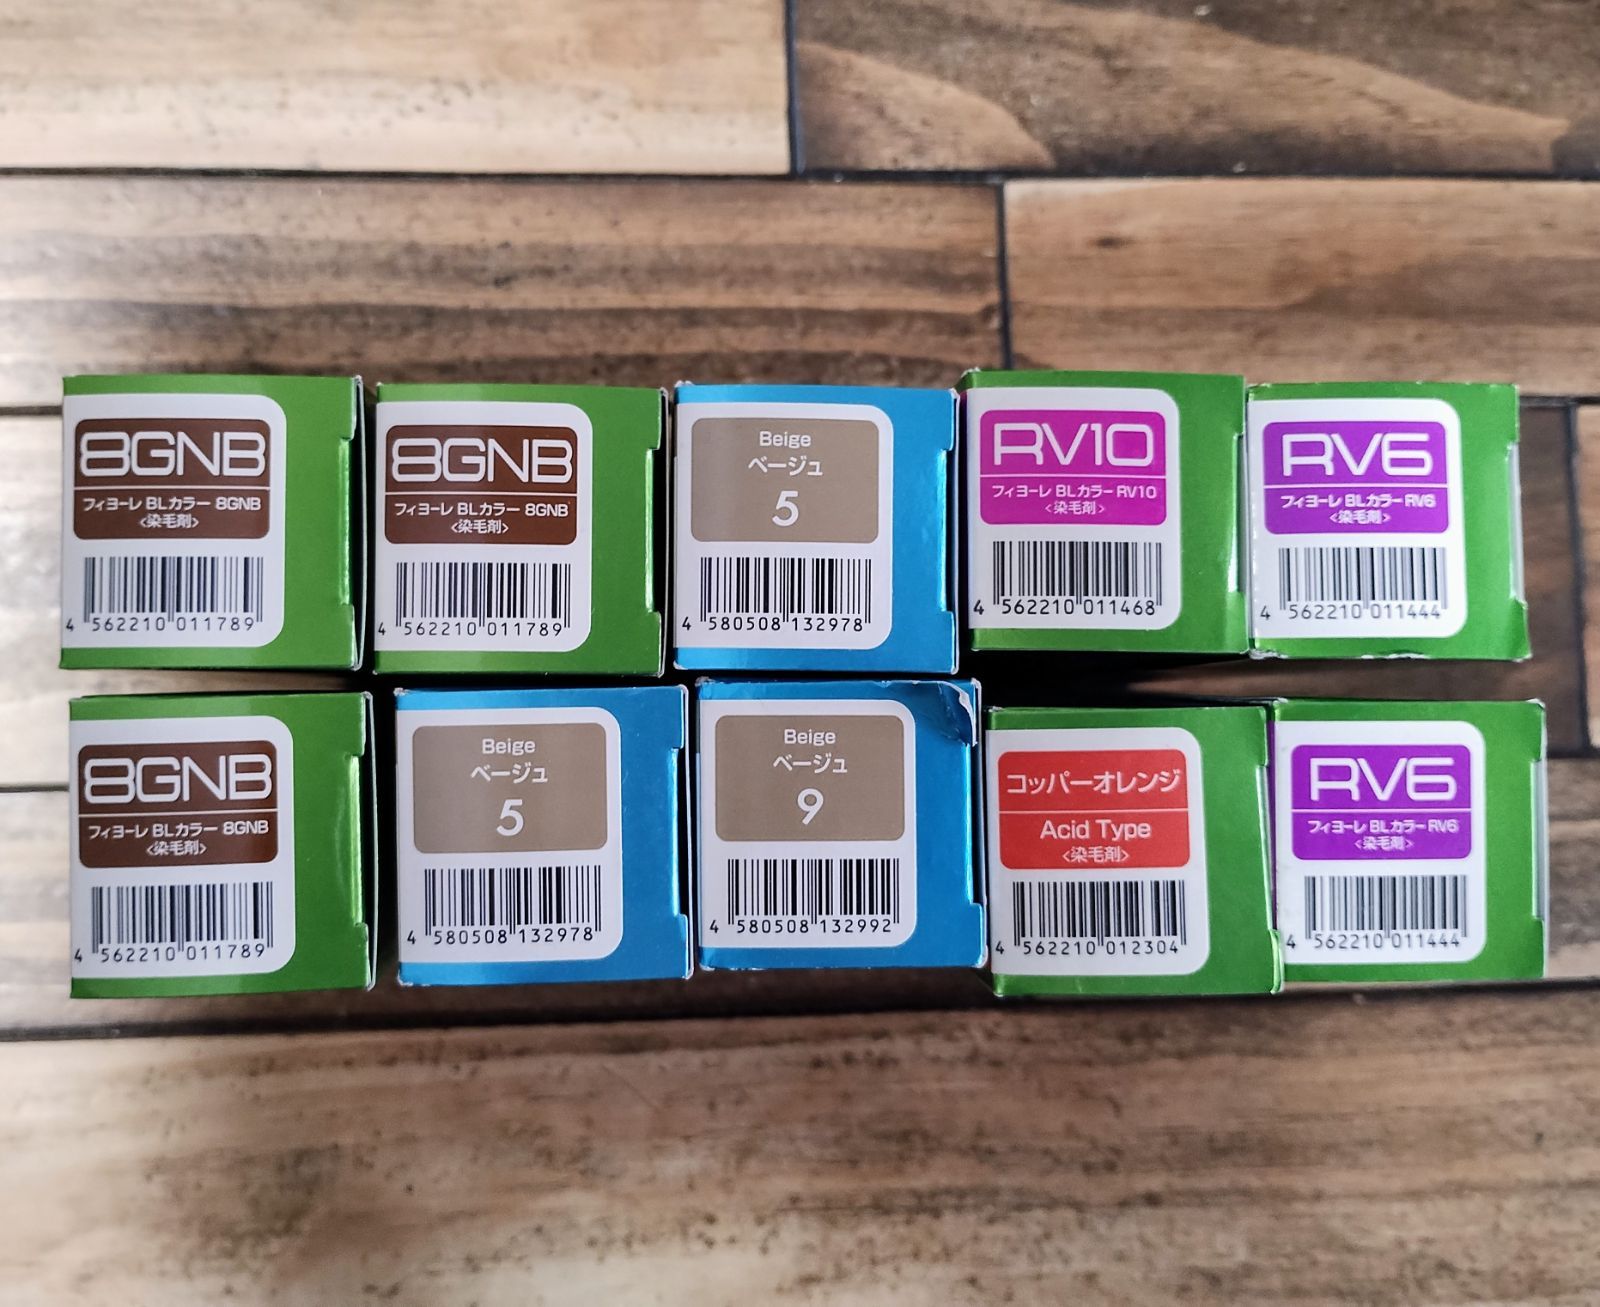 8GNB
フィヨーレ BLカラー 8GNB
<染毛剤>
4 562210 011789
8GNB
フィヨーレ BLカラー 8GNB
<染毛剤>
4 562210 011789
Beige
ベージュ
5
4 580508 132978
RV10
フィヨーレ BLカラー RV10
<染毛剤>
4 562210 011468
RV6
フィヨーレ BLカラー RV6
<染毛剤>
4 562210 011444
8GNB
フィヨーレ BLカラー 8GNB
<染毛剤>
4 562210 011789
Beige
ベージュ
5
4 580508 132978
Beige
ベージュ
9
4 580508 132992
コッパーオレンジ
Acid Type
<染毛剤>
4 562210 012304
RV6
フィヨーレ BLカラー RV6
<染毛剤>
4 562210 011444